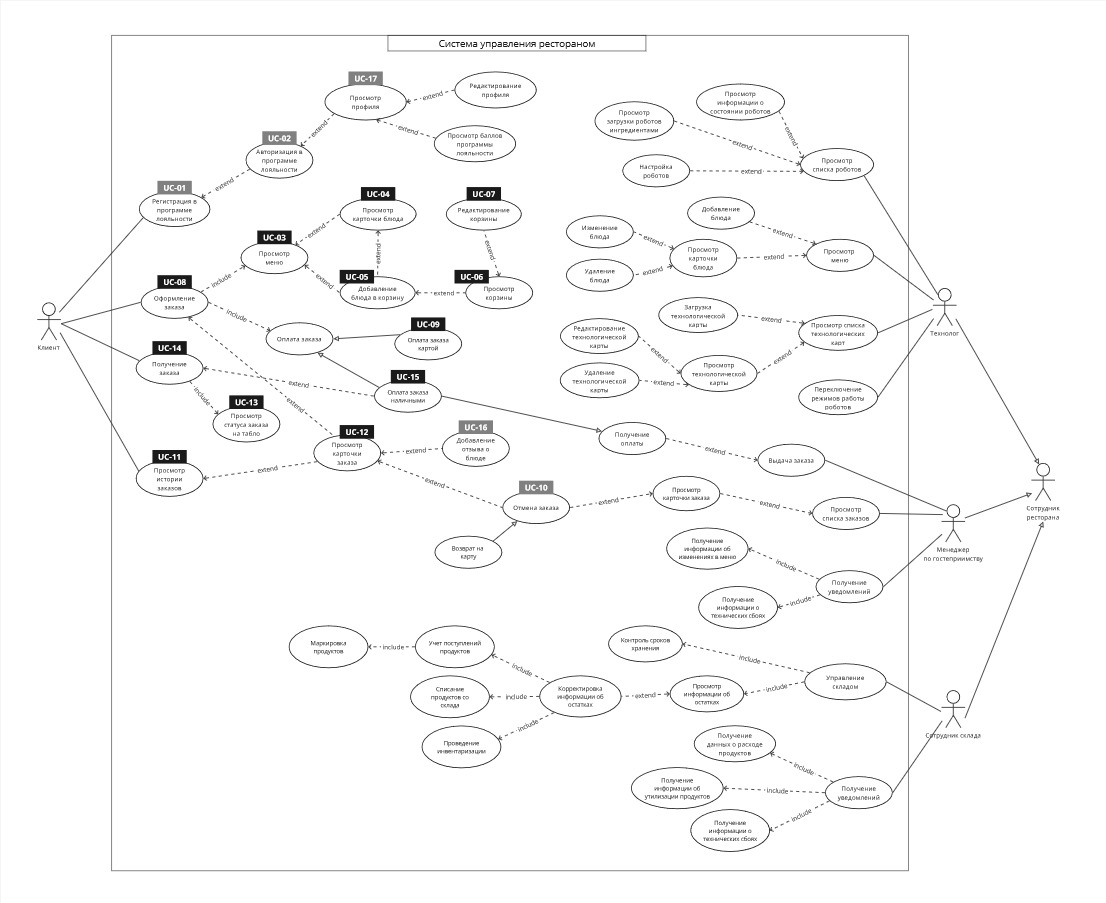 Система управления рестораном
UC-17
Просмотр
профиля
extend
Редактирование
профиля
extend
Просмотр баллов
программы
лояльности
extend
UC-02
Авторизация в
программе
лояльности
extend
UC-01
Регистрация в
программе
лояльности
UC-04
Просмотр
карточки блюда
extend
UC-07
Редактирование
корзины
extend
UC-03
Просмотр
меню
extend
extend
UC-05
Добавление
блюда в корзину
extend
UC-06
Просмотр
корзины
UC-08
Оформление
заказа
include
include
Оплата заказа
UC-09
Оплата заказа
картой
Клиент
UC-14
Получение
заказа
extend
UC-15
Оплата заказа
наличными
include
UC-13
Просмотр
статуса заказа
на табло
extend
UC-12
Просмотр
карточки
заказа
extend
UC-16
Добавление
отзыва о
блюде
UC-11
Просмотр
истории
заказов
extend
extend
UC-10
Отмена заказа
Возврат на
карту
extend
Просмотр
карточки заказа
extend
Просмотр
списка заказов
Просмотр
информации о
состоянии роботов
extend
Просмотр
загрузки роботов
ингредиентами
extend
Настройка
роботов
extend
Просмотр
списка роботов
Добавление
блюда
extend
Изменение
блюда
extend
Удаление
блюда
extend
Просмотр
карточки
блюда
extend
Просмотр
меню
Загрузка
технологической
карты
extend
Редактирование
технологической
карты
extend
Удаление
технологической
карты
extend
Просмотр
технологической
карты
extend
Просмотр списка
технологических
карт
Технолог
Переключение
режимов работы
роботов
Получение
оплаты
extend
Выдача заказа
Сотрудник
ресторана
Менеджер
по гостеприимству
Получение
информации об
изменениях в меню
include
Получение
информации о
технических сбоях
include
Получение
уведомлений
Маркировка
продуктов
include
Учет поступлений
продуктов
include
Списание
продуктов со
склада
include
Проведение
инвентаризации
include
Корректировка
информации об
остатках
extend
Контроль сроков
хранения
include
Просмотр
информации об
остатках
include
Управление
складом
Сотрудник склада
Получение
данных о расходе
продуктов
include
Получение
информации об
утилизации продуктов
include
Получение
информации о
технических сбоях
include
Получение
уведомлений